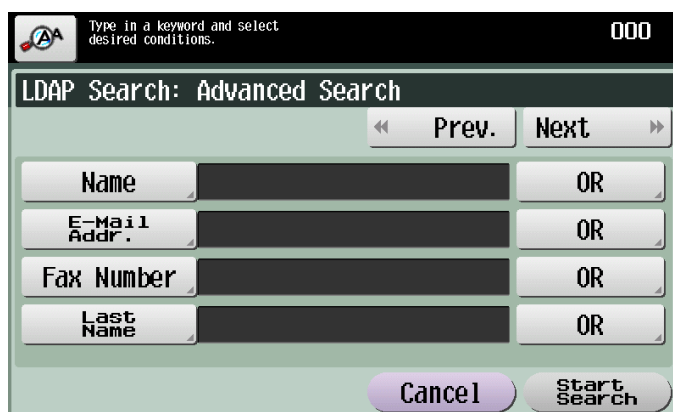 Type in a keyword and select
desired conditions.
000
LDAP Search: Advanced Search
Prev.
Next
Name
OR
E-Mail
Addr.
OR
Fax Number
OR
Last
Name
OR
Cancel
Start
Search